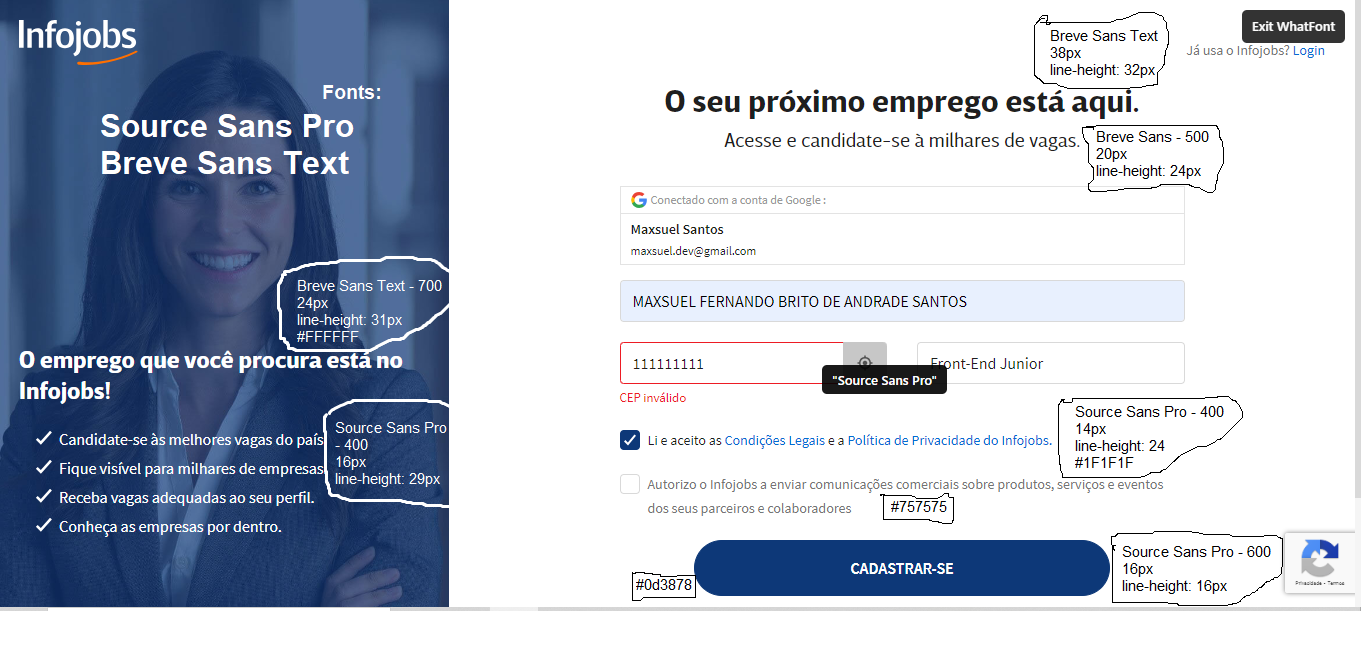 Infojobs
Fonts:
Source Sans Pro
Breve Sans Text
Breve Sans Text - 700
24px
line-height: 31px
#FFFFFF
O emprego que você procura está no
Infojobs!
Candidate-se às melhores vagas do país
Fique visível para milhares de empresas
Receba vagas adequadas ao seu perfil.
Conheça as empresas por dentro.
Source Sans Pro
- 400
16px
line-height: 29px
Exit WhatFont
Já usa o Infojobs? Login
Breve Sans Text
38px
line-height: 32px
O seu próximo emprego está aqui.
Acesse e candidate-se à milhares de vagas.
Breve Sans - 500
20px
line-height: 24px
Conectado com a conta de Google :
Maxsuel Santos
maxsuel.dev@gmail.com
MAXSUEL FERNANDO BRITO DE ANDRADE SANTOS
111111111
Front-End Junior
"Source Sans Pro"
CEP inválido
Source Sans Pro - 400
14px
line-height: 24
#1F1F1F
Li e aceito as Condições Legais e a Política de Privacidade do Infojobs.
Autorizo o Infojobs a enviar comunicações comerciais sobre produtos, serviços e eventos
dos seus parceiros e colaboradores
#757575
CADASTRAR-SE
#0d3878
Source Sans Pro - 600
16px
line-height: 16px
Privacidade - Termos